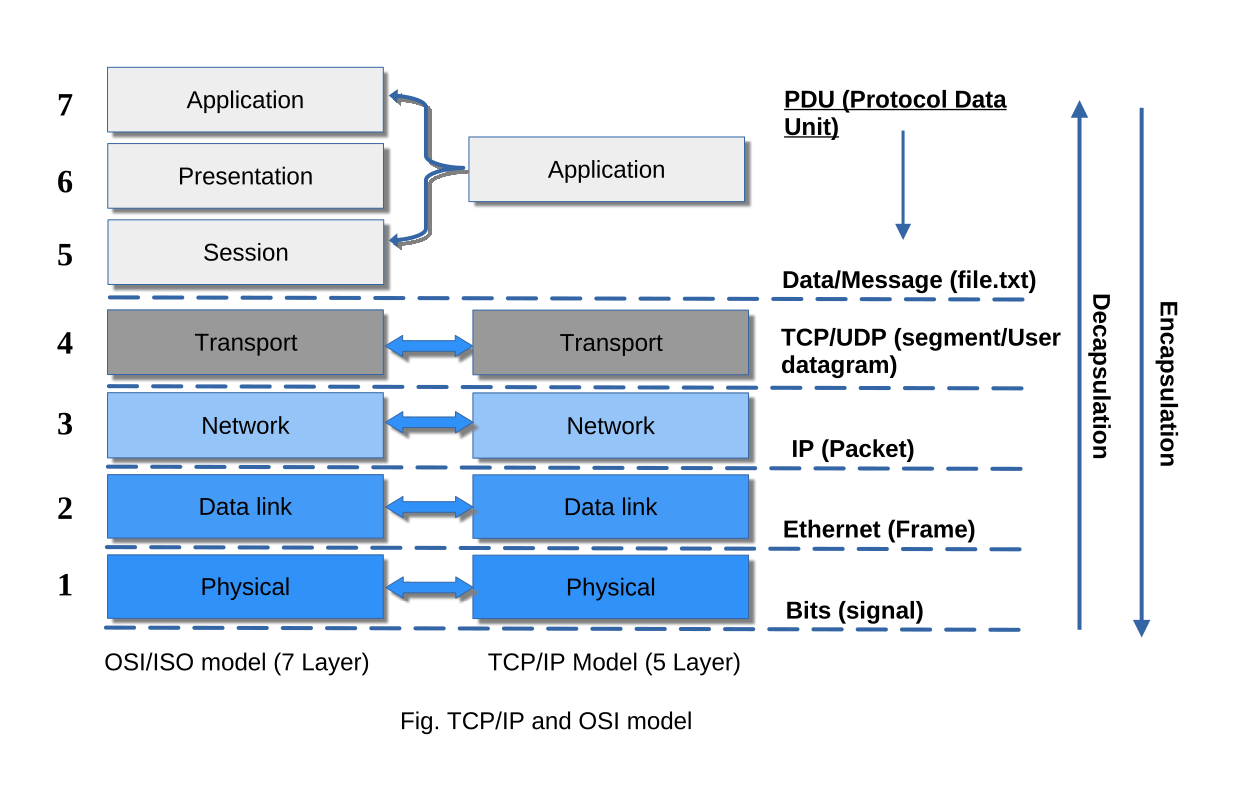 7
Application
6
Presentation
5
Session
Application
PDU (Protocol Data
Unit)
Data/Message (file.txt)
4
Transport
Transport
TCP/UDP (segment/User
datagram)
3
Network
Network
IP (Packet)
2
Data link
Data link
Ethernet (Frame)
1
Physical
Physical
Bits (signal)
Decapsulation
Encapsulation
OSI/ISO model (7 Layer)
TCP/IP Model (5 Layer)
Fig. TCP/IP and OSI model